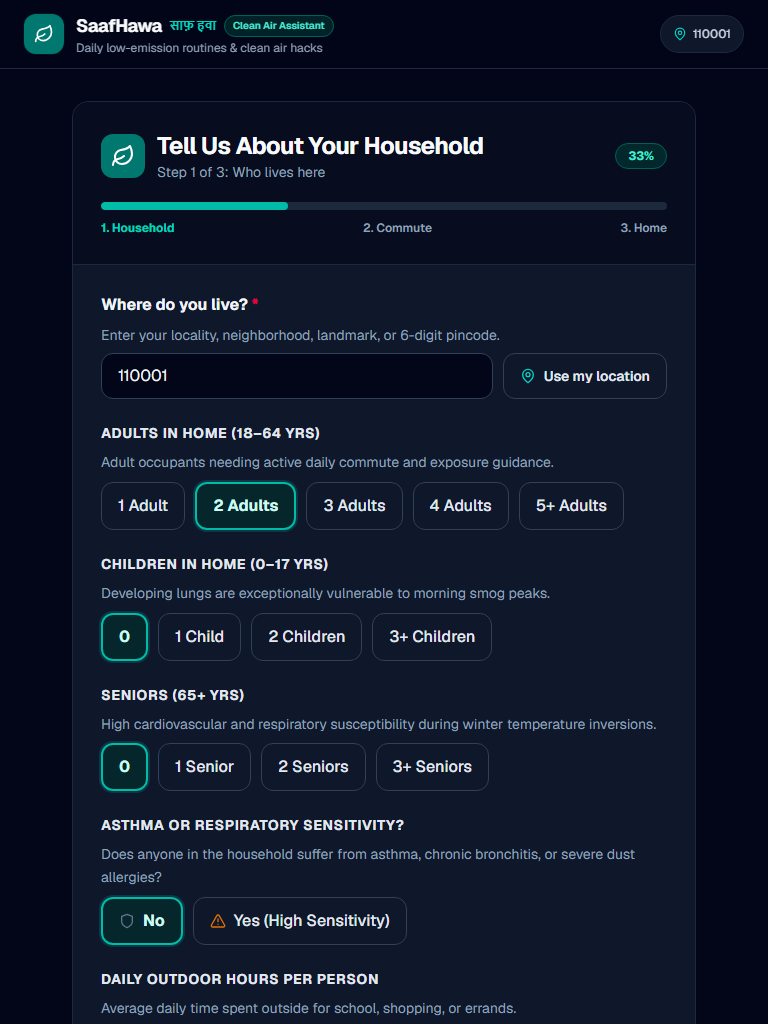 SaafHawa साफ़ हवा Clean Air Assistant
Daily low-emission routines & clean air hacks
110001
Tell Us About Your Household
Step 1 of 3: Who lives here
33%
1. Household 2. Commute 3. Home
Where do you live? *
Enter your locality, neighborhood, landmark, or 6-digit pincode.
110001 Use my location
ADULTS IN HOME (18–64 YRS)
Adult occupants needing active daily commute and exposure guidance.
1 Adult 2 Adults 3 Adults 4 Adults 5+ Adults
CHILDREN IN HOME (0–17 YRS)
Developing lungs are exceptionally vulnerable to morning smog peaks.
0 1 Child 2 Children 3+ Children
SENIORS (65+ YRS)
High cardiovascular and respiratory susceptibility during winter temperature inversions.
0 1 Senior 2 Seniors 3+ Seniors
ASTHMA OR RESPIRATORY SENSITIVITY?
Does anyone in the household suffer from asthma, chronic bronchitis, or severe dust
allergies?
No Yes (High Sensitivity)
DAILY OUTDOOR HOURS PER PERSON
Average daily time spent outside for school, shopping, or errands.